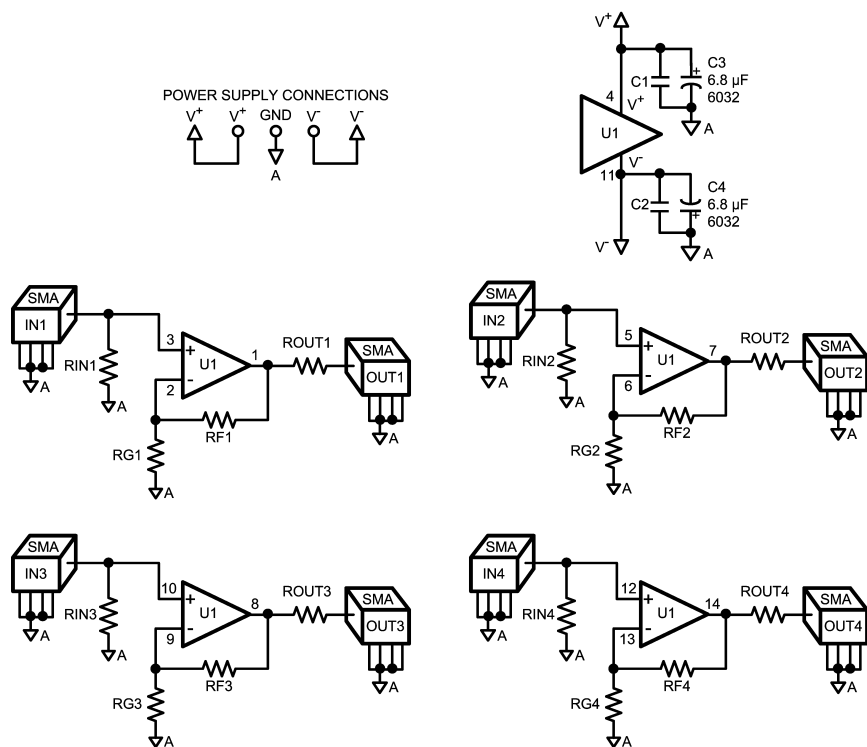 POWER SUPPLY CONNECTIONS
V+ V+ GND V- V-
A
V+
4
V+
U1
C1
C3
6.8 µF
6032
A
V-
11
C2
C4
6.8 µF
6032
V-
A
SMA
IN1
A
RIN1
A
3
+
U1
1
-
2
ROUT1
SMA
OUT1
A
RF1
RG1
A
SMA
IN2
A
RIN2
A
5
+
U1
7
-
6
ROUT2
SMA
OUT2
A
RF2
RG2
A
SMA
IN3
A
RIN3
A
10
+
U1
8
-
9
ROUT3
SMA
OUT3
A
RF3
RG3
A
SMA
IN4
A
RIN4
A
12
+
U1
14
-
13
ROUT4
SMA
OUT4
A
RF4
RG4
A